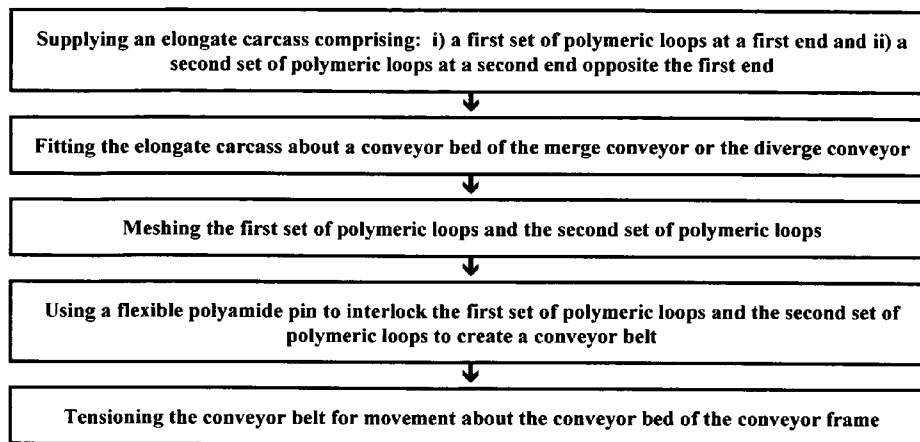 Supplying an elongate carcass comprising:  i) a first set of polymeric loops at a first end and ii) a
second set of polymeric loops at a second end opposite the first end
Fitting the elongate carcass about a conveyor bed of the merge conveyor or the diverge conveyor
Meshing the first set of polymeric loops and the second set of polymeric loops
Using a flexible polyamide pin to interlock the first set of polymeric loops and the second set of
polymeric loops to create a conveyor belt
Tensioning the conveyor belt for movement about the conveyor bed of the conveyor frame